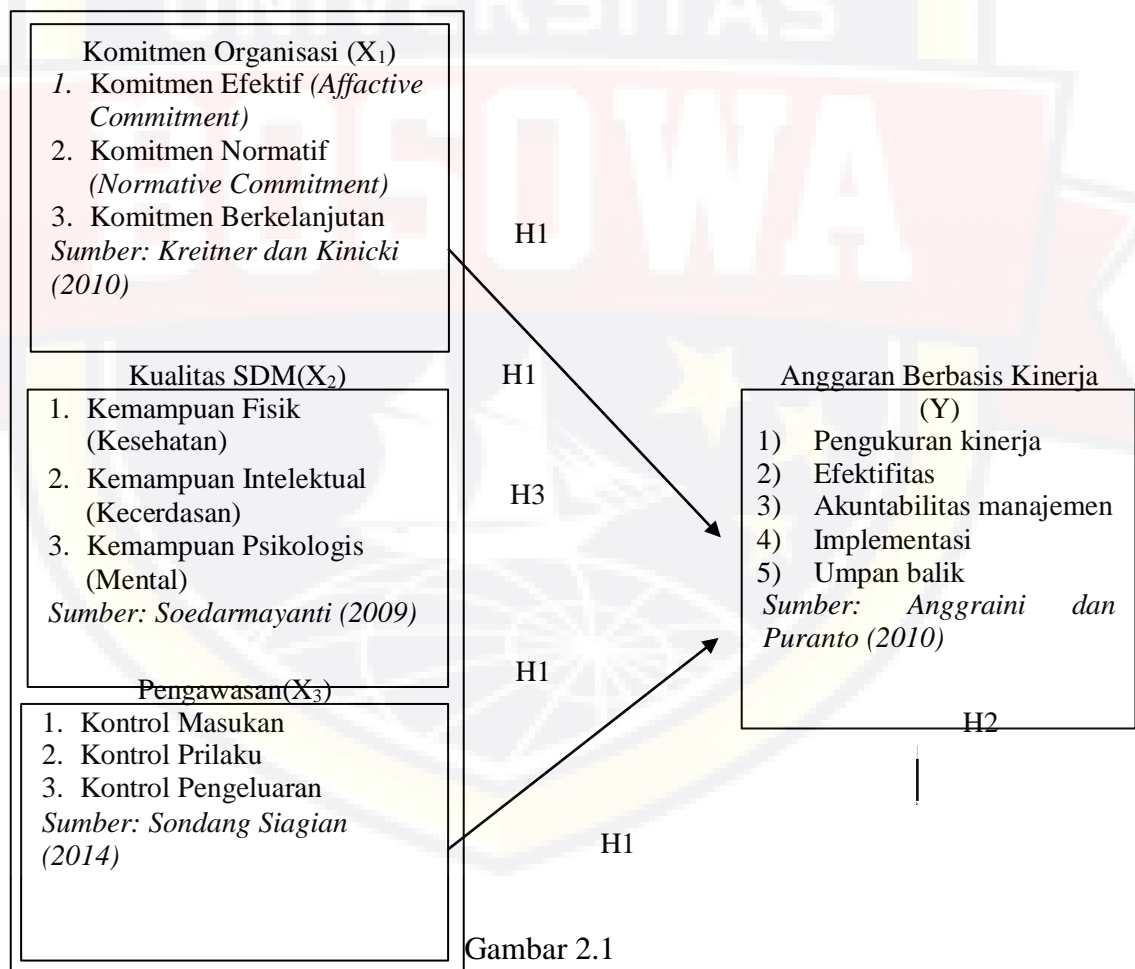 UNIVERSITAS
BOSOWA
Komitmen Organisasi (X₁)
1. Komitmen Efektif (Affactive
Commitment)
2. Komitmen Normatif
(Normative Commitment)
3. Komitmen Berkelanjutan
Sumber: Kreitner dan Kinicki
(2010)
H1
Kualitas SDM(X₂)
1. Kemampuan Fisik
(Kesehatan)
2. Kemampuan Intelektual
(Kecerdasan)
3. Kemampuan Psikologis
(Mental)
Sumber: Soedarmayanti (2009)
H1
H3
H1
Pengawasan(X₃)
1. Kontrol Masukan
2. Kontrol Prilaku
3. Kontrol Pengeluaran
Sumber: Sondang Siagian
(2014)
H1
Anggaran Berbasis Kinerja
(Y)
1) Pengukuran kinerja
2) Efektifitas
3) Akuntabilitas manajemen
4) Implementasi
5) Umpan balik
Sumber: Anggraini dan
Puranto (2010)
H2
Gambar 2.1